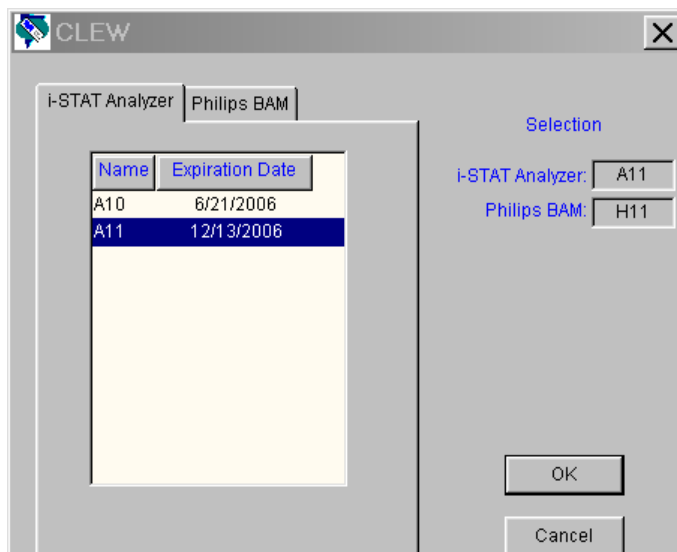 CLEW
i-STAT Analyzer
Philips BAM
Name Expiration Date
A10 6/21/2006
A11 12/13/2006
Selection
i-STAT Analyzer: A11
Philips BAM: H11
OK
Cancel